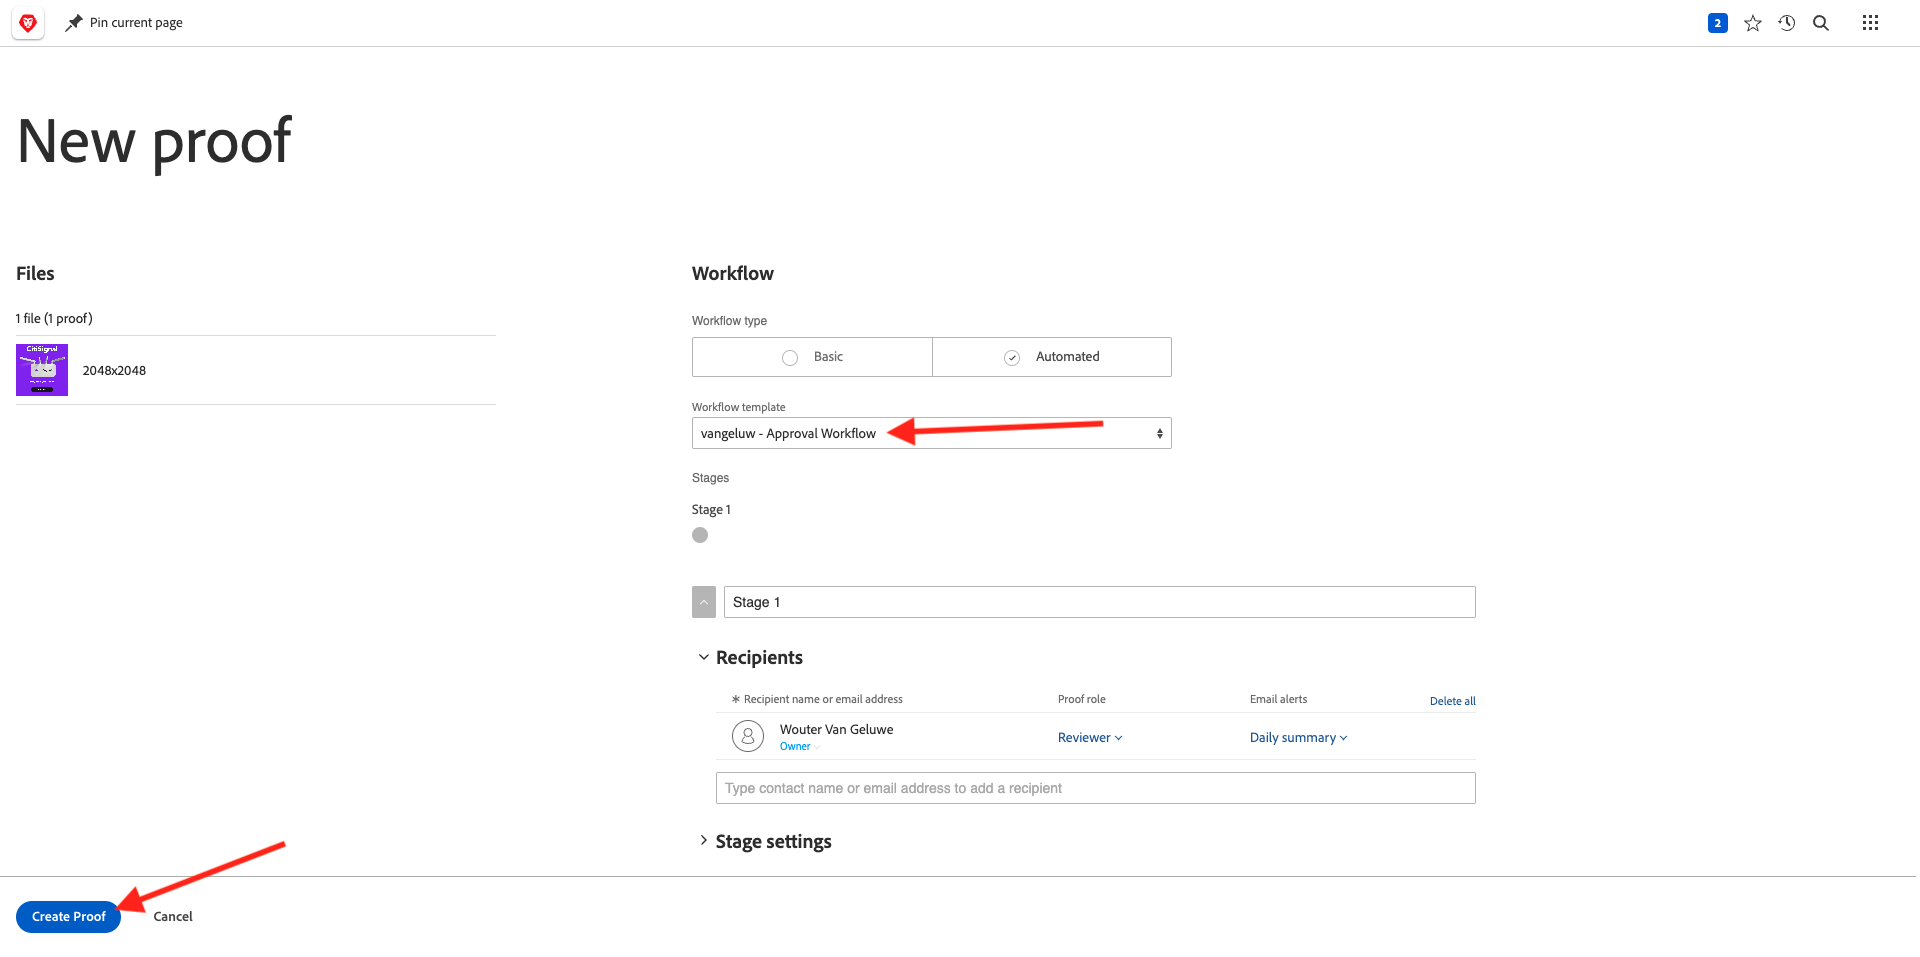 Pin current page
2
New proof
Files
1 file (1 proof)
CitiSignal
2048x2048
Workflow
Workflow type
Basic
Automated
Workflow template
vangeluw - Approval Workflow
Stages
Stage 1
Stage 1
Recipients
* Recipient name or email address
Proof role
Email alerts
Delete all
Wouter Van Geluwe
Owner
Reviewer
Daily summary
Type contact name or email address to add a recipient
Stage settings
Create Proof
Cancel